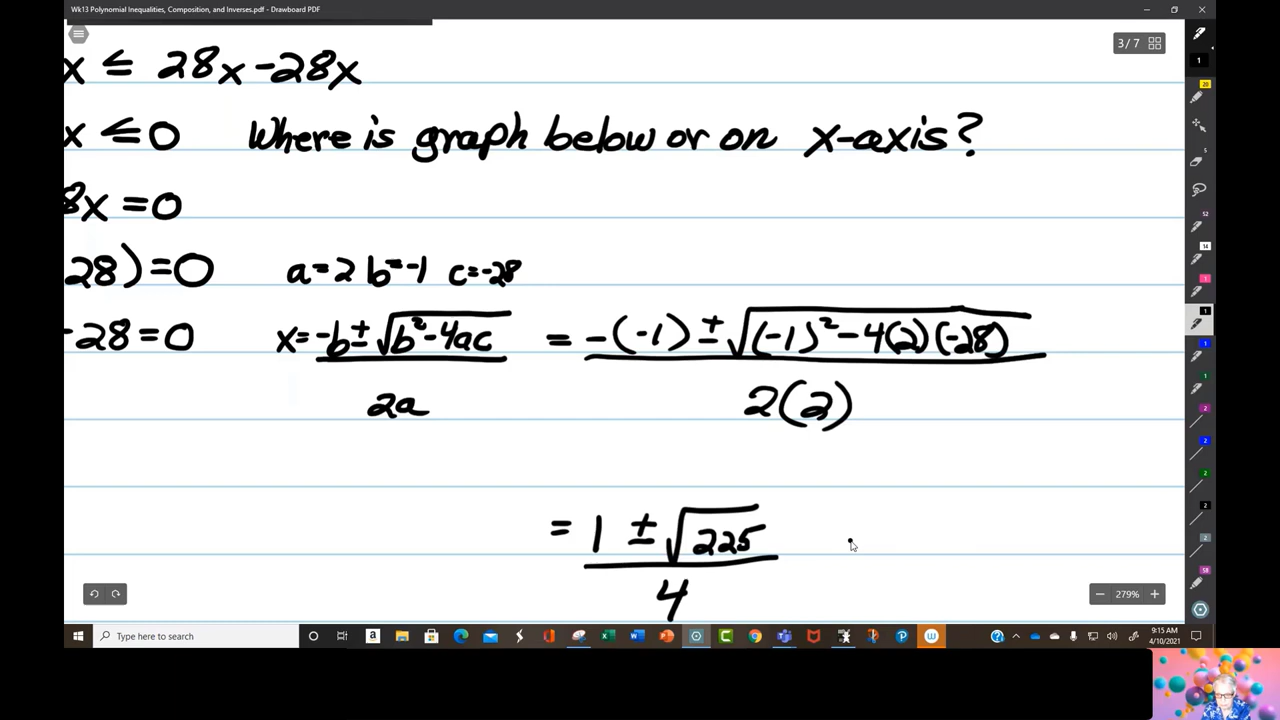 Wk13 Polynomial Inequalities, Composition, and Inverses.pdf - Drawboard PDF
3/7
x ≤ 28x-28x
x ≤0 Where is graph below or on x-axis?
8x =0
28)=0 a=2 b=-1 c=-28
-28=0 x= -b±√b²-4ac / 2a = -(-1) ± √(-1)²-4(2)(-28) / 2(2)
= 1 ± √225 / 4
279%
Type here to search
9:15 AM
4/10/2021